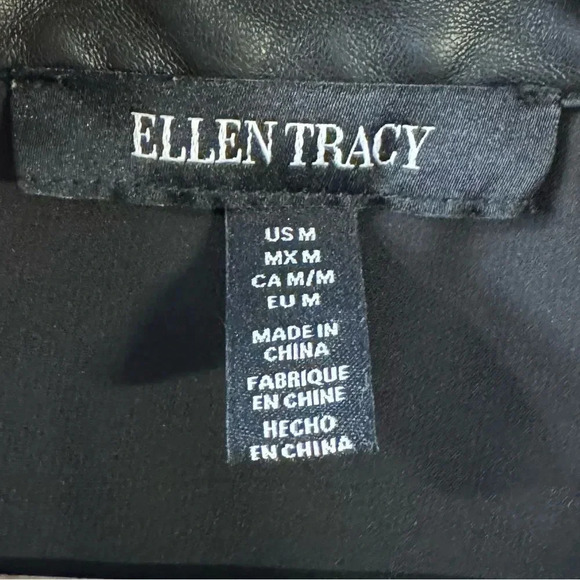 ELLEN TRACY
US M
MX M
CA M/M
EU M
MADE IN
CHINA
FABRIQUE
EN CHINE
HECHO
EN CHINA